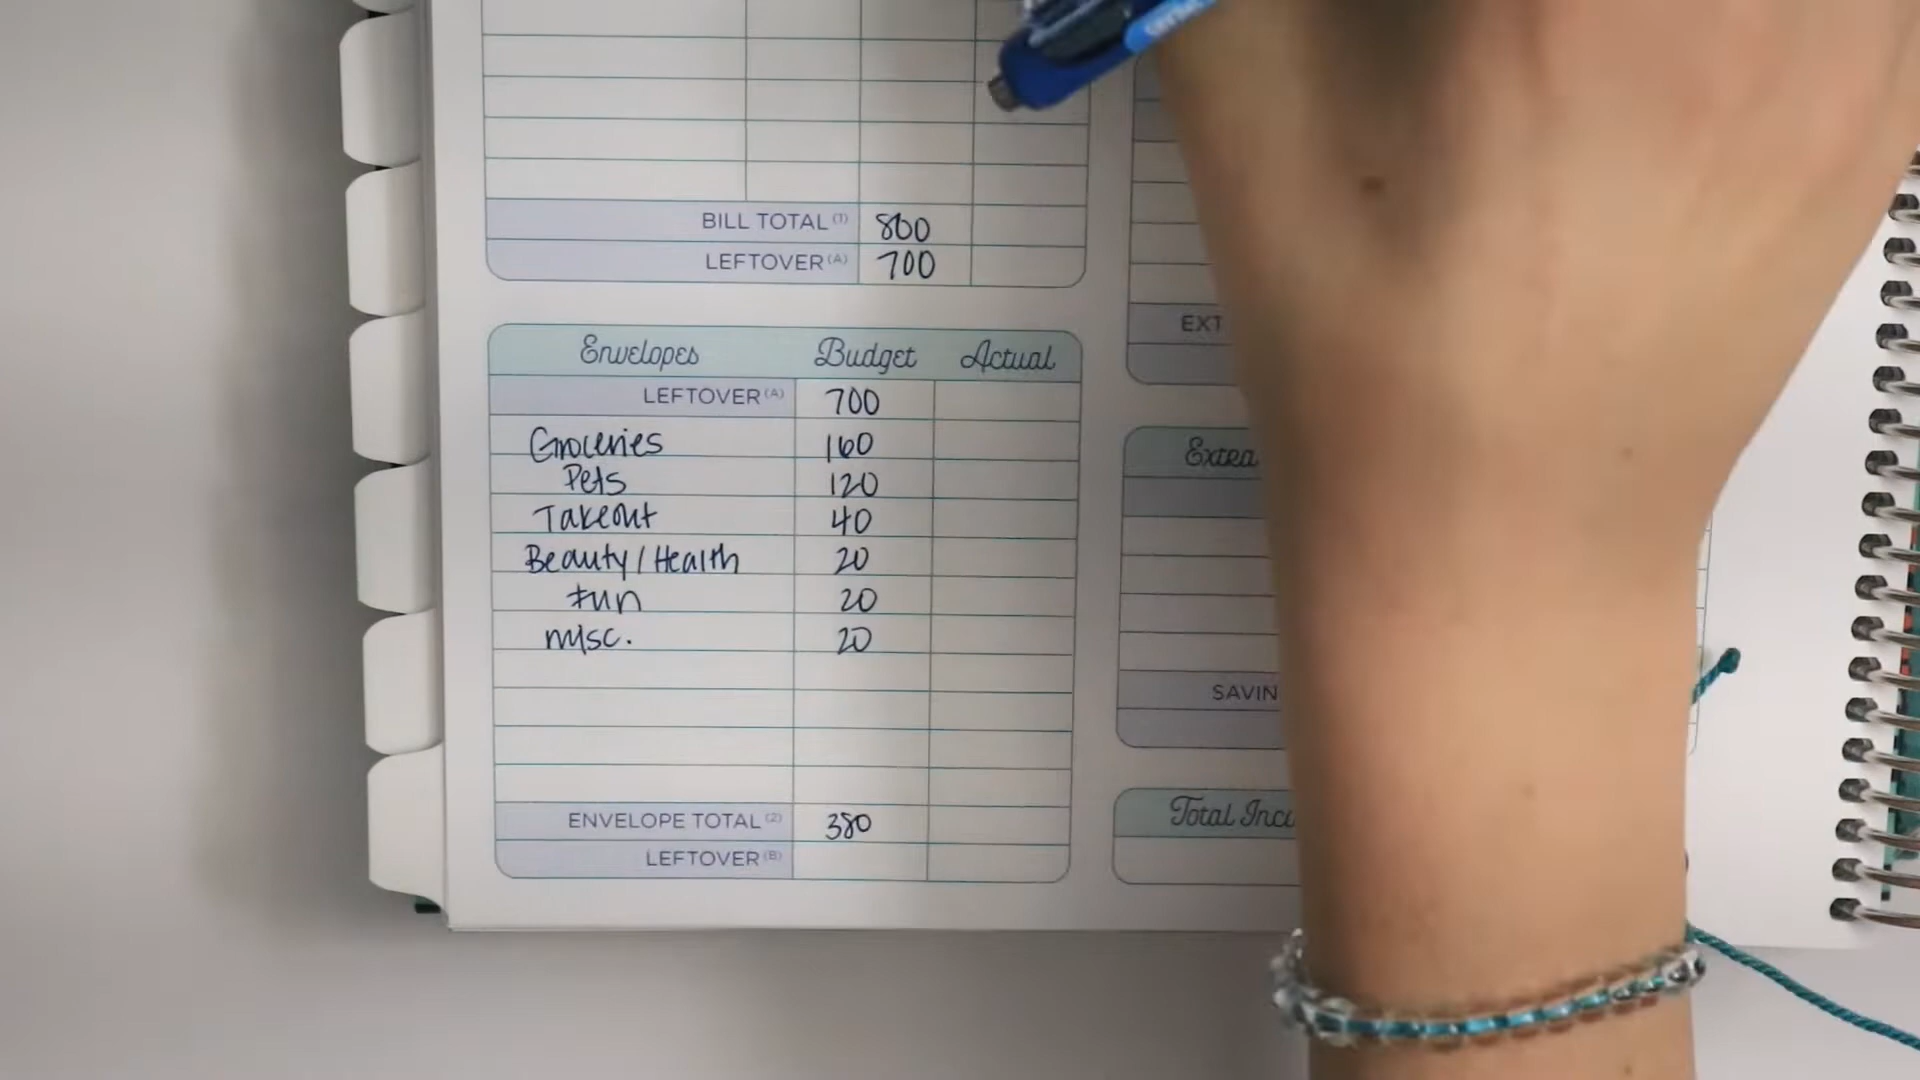 BILL TOTAL (1) 800
LEFTOVER (A) 700
Envelopes Budget Actual
LEFTOVER (A) 700
Groceries 160
Pets 120
Takeout 40
Beauty/Health 20
Fun 20
misc. 20
ENVELOPE TOTAL (2) 380
LEFTOVER (B)
EXT
Extra
SAVIN
Total Inc